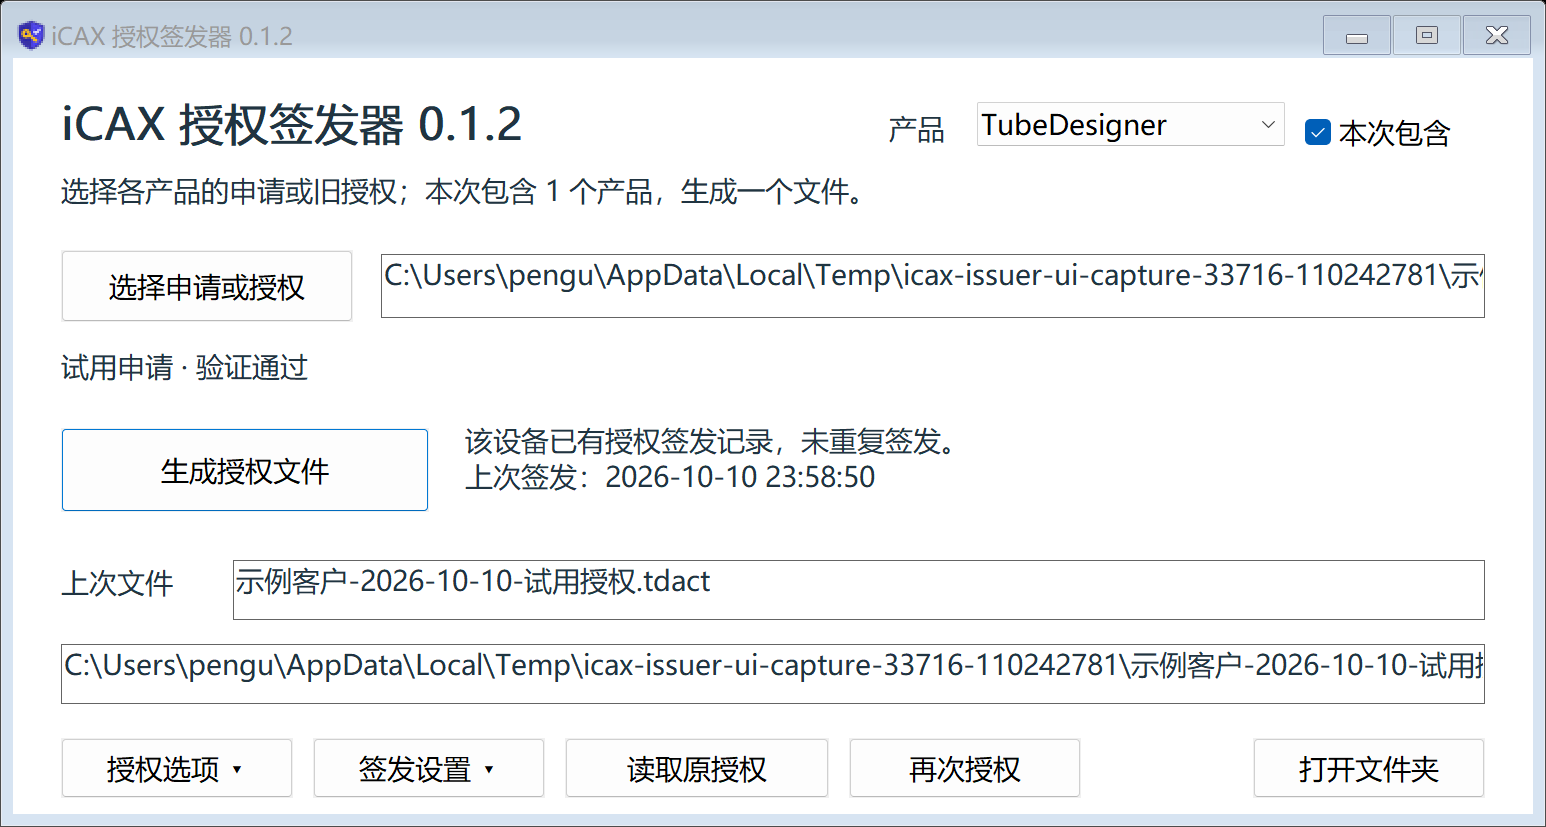 iCAX 授权签发器 0.1.2
iCAX 授权签发器 0.1.2
产品
TubeDesigner
本次包含
选择各产品的申请或旧授权；本次包含 1 个产品，生成一个文件。
选择申请或授权
C:\Users\pengu\AppData\Local\Temp\icax-issuer-ui-capture-33716-110242781\示
试用申请 · 验证通过
生成授权文件
该设备已有授权签发记录，未重复签发。
上次签发：2026-10-10 23:58:50
上次文件
示例客户-2026-10-10-试用授权.tdact
C:\Users\pengu\AppData\Local\Temp\icax-issuer-ui-capture-33716-110242781\示例客户-2026-10-10-试用
授权选项
签发设置
读取原授权
再次授权
打开文件夹